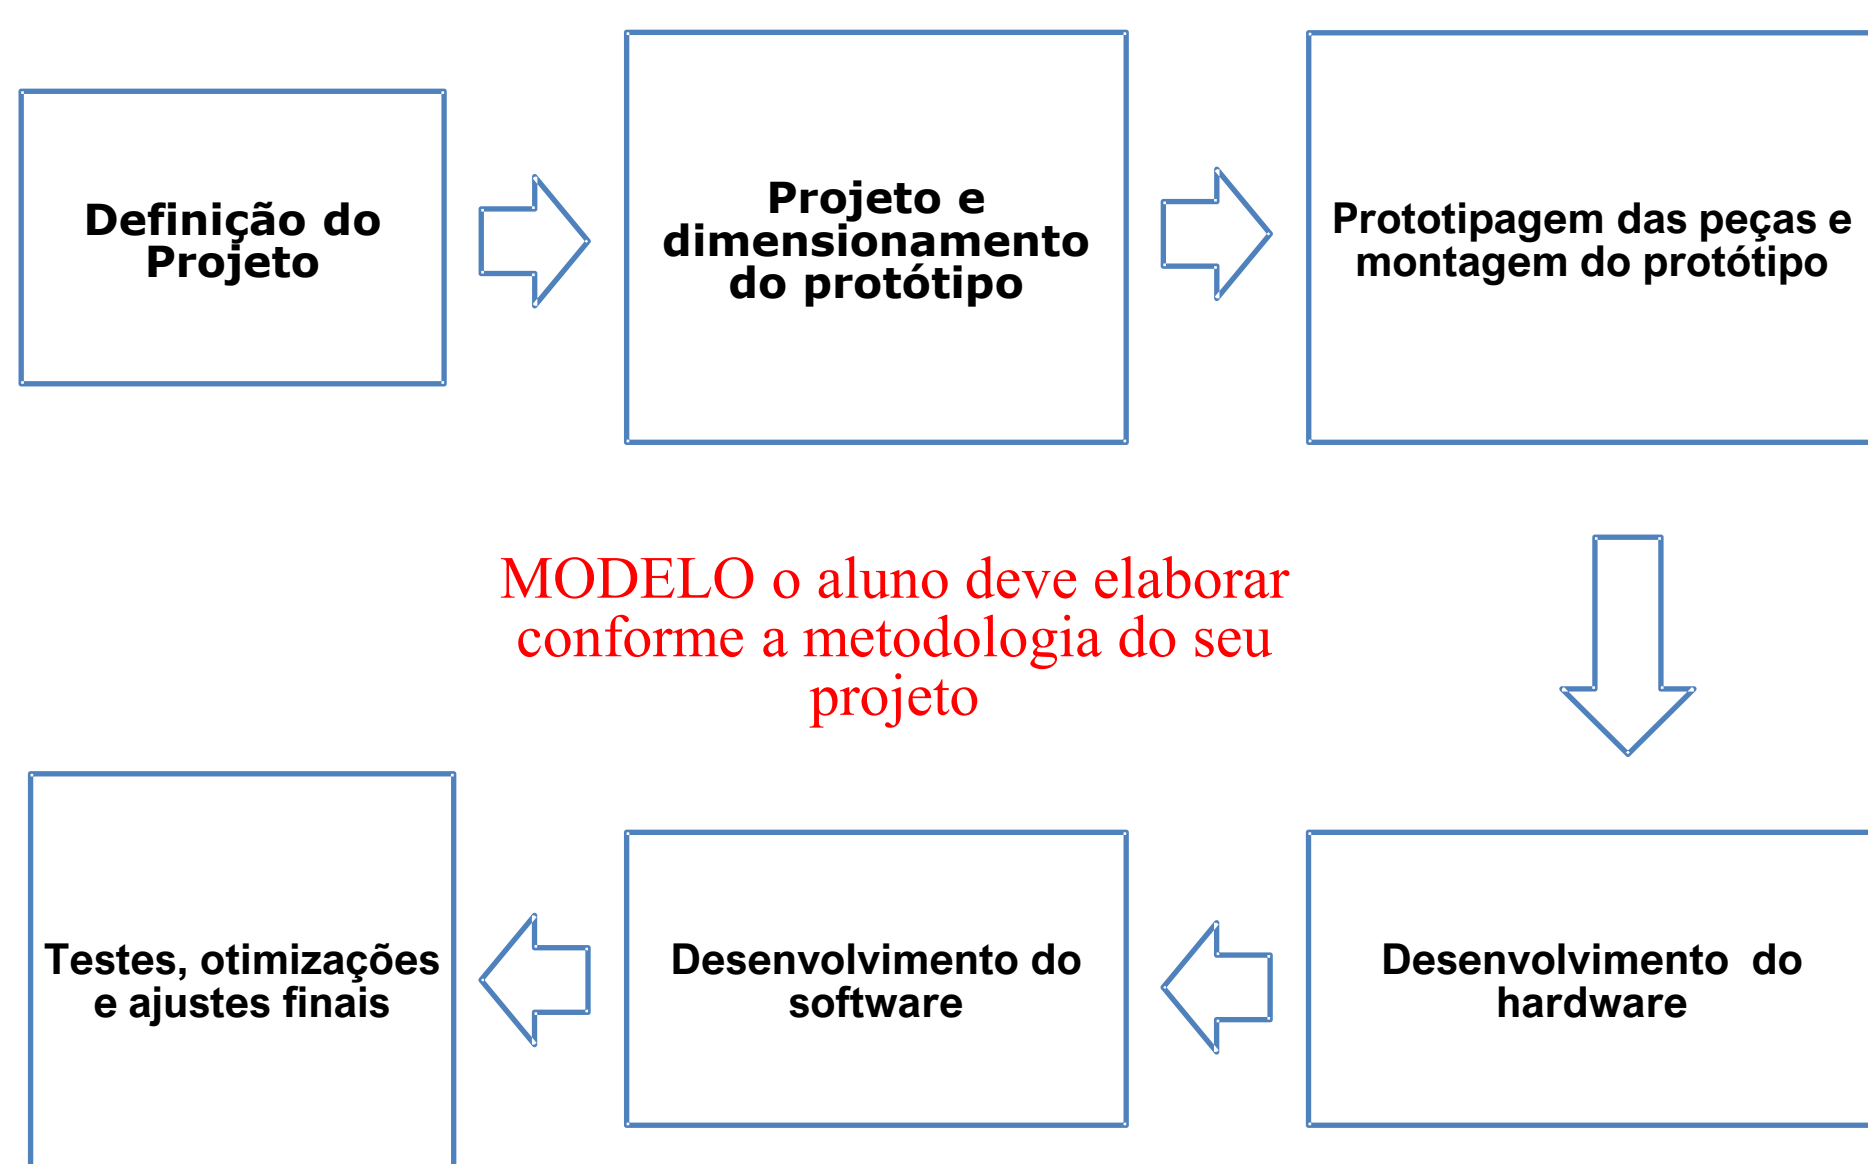 Definição do
Projeto
Projeto e
dimensionamento
do protótipo
Prototipagem das peças e
montagem do protótipo
MODELO o aluno deve elaborar
conforme a metodologia do seu
projeto
Desenvolvimento do
hardware
Desenvolvimento do
software
Testes, otimizações
e ajustes finais